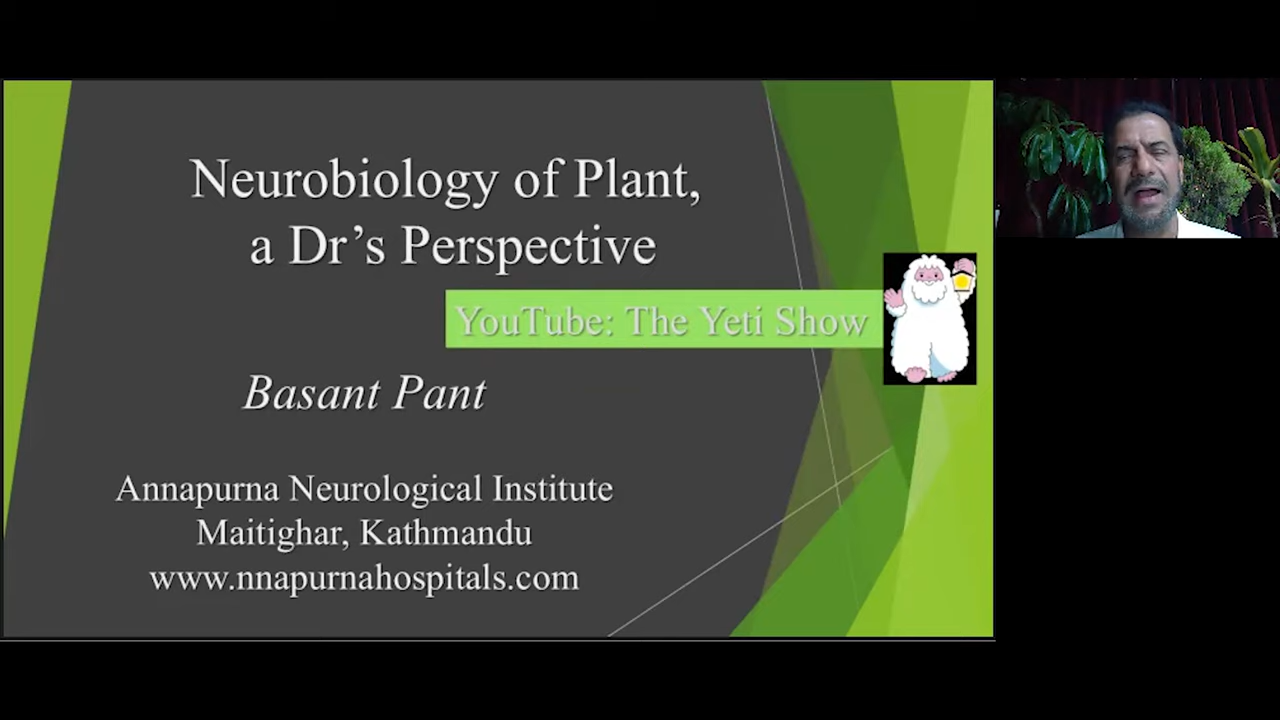 Neurobiology of Plant,
a Dr's Perspective
YouTube: The Yeti Show
Basant Pant
Annapurna Neurological Institute
Maitighar, Kathmandu
www.nnapurnahospitals.com